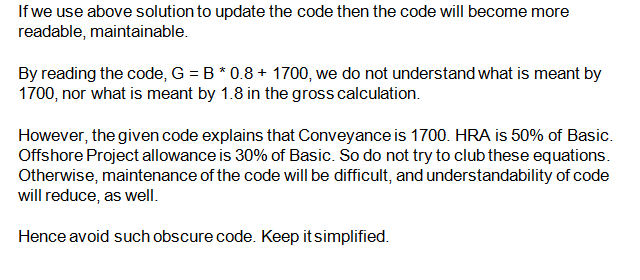 If we use above solution to update the code then the code will become more
readable, maintainable.
By reading the code, G = B * 0.8 + 1700, we do not understand what is meant by
1700, nor what is meant by 1.8 in the gross calculation.
However, the given code explains that Conveyance is 1700. HRA is 50% of Basic.
Offshore Project allowance is 30% of Basic. So do not try to club these equations.
Otherwise, maintenance of the code will be difficult, and understandability of code
will reduce, as well.
Hence avoid such obscure code. Keep it simplified.